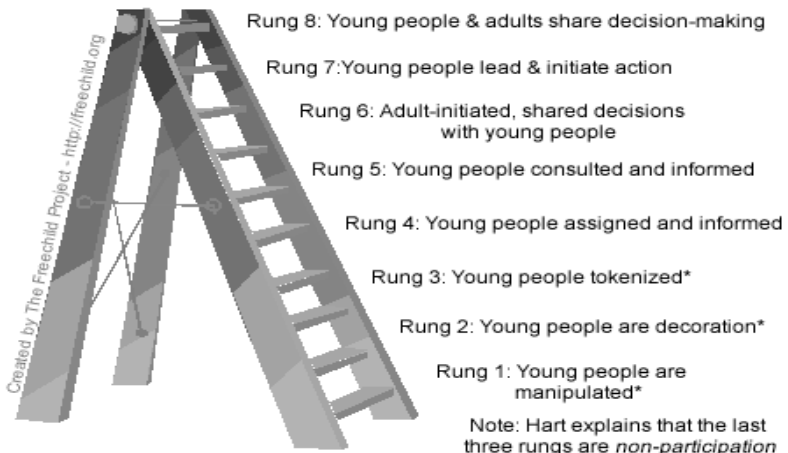 Rung 8: Young people & adults share decision-making
Rung 7:Young people lead & initiate action
Rung 6: Adult-initiated, shared decisions
with young people
Rung 5: Young people consulted and informed
Rung 4: Young people assigned and informed
Rung 3: Young people tokenized*
Rung 2: Young people are decoration*
Rung 1: Young people are
manipulated*
Note: Hart explains that the last
three rungs are non-participation
Created by The Freechild Project - http://freechild.org